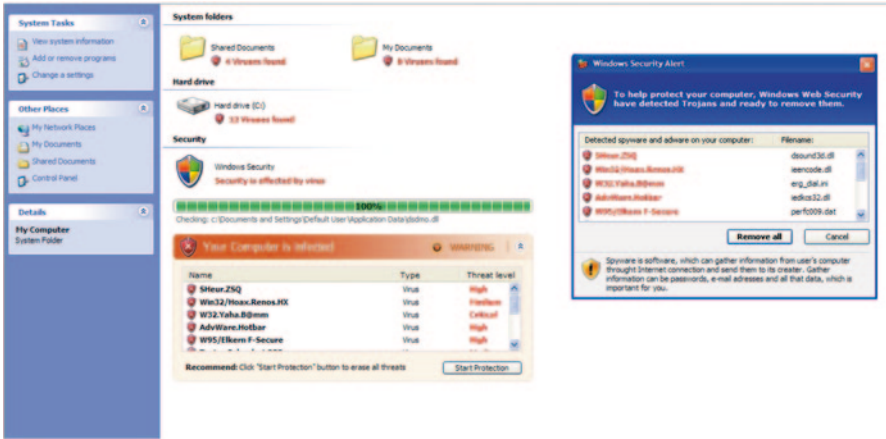 System Tasks
View system information
Add or remove programs
Change a settings
Other Places
My Network Places
My Documents
Shared Documents
Control Panel
Details
My Computer
System Folder
System folders
Shared Documents
4 Viruses found
My Documents
8 Viruses found
Hard drive
Hard drive (C:)
13 Viruses found
Security
Windows Security
Security is affected by virus
100%
Checking: c:\Documents and Settings\Default User\Application Data\dsdmo.dll
Your Computer is Infected
WARNING
Name Type Threat level
SHeur.ZSQ Virus High
Win32/Hoax.Renos.HX Virus Medium
W32.Yaha.B@mm Virus Critical
AdvWare.Hotbar Virus High
W95/Elkern F-Secure Virus High
Recommend: Click "Start Protection" button to erase all threats
Start Protection
Windows Security Alert
To help protect your computer, Windows Web Security
have detected Trojans and ready to remove them.
Detected spyware and adware on your computer: Filename:
SHeur.ZSQ dsound3d.dll
Win32/Hoax.Renos.HX ieencode.dll
W32.Yaha.B@mm erg_dal.ini
AdvWare.Hotbar iedkcs32.dll
W95/Elkern F-Secure perfc009.dat
Remove all
Cancel
Spyware is software, which can gather information from user's computer
throught Internet connection and send them to its creater. Gather
information can be passwords, e-mail adresses and all that data, which is
important for you.